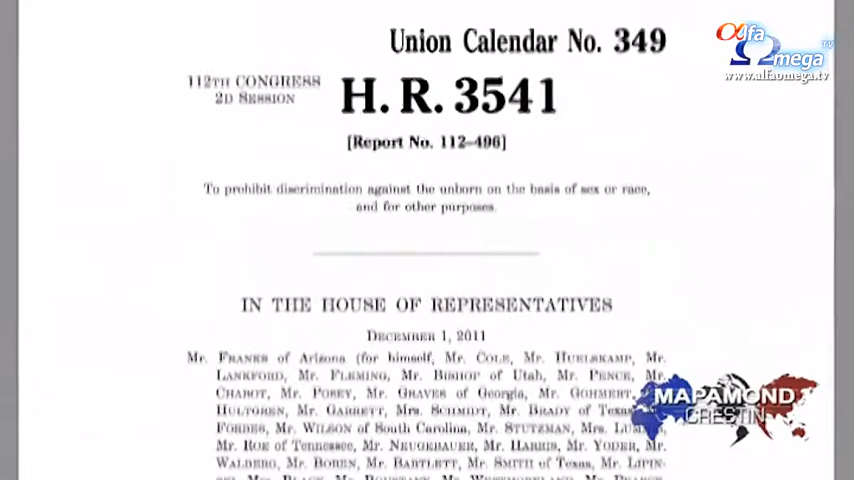 Union Calendar No. 349
112TH CONGRESS
2D SESSION
H. R. 3541
[Report No. 112–496]
To prohibit discrimination against the unborn on the basis of sex or race,
and for other purposes.
IN THE HOUSE OF REPRESENTATIVES
DECEMBER 1, 2011
Mr. FRANKS of Arizona (for himself, Mr. COLE, Mr. HUELSKAMP, Mr.
LANKFORD, Mr. FLEMING, Mr. BISHOP of Utah, Mr. PENCE, Mr.
CHABOT, Mr. POSEY, Mr. GRAVES of Georgia, Mr. GOHMERT,
HULTGREN, Mr. GARRETT, Mrs. SCHMIDT, Mr. BRADY of Texas
FORBES, Mr. WILSON of South Carolina, Mr. STUTZMAN, Mrs.
Mr. ROE of Tennessee, Mr. NEUGEBAUER, Mr. HARRIS, Mr. YODER, Mr.
WALBERG, Mr. BOREN, Mr. BARTLETT, Mr. SMITH of Texas, Mr. LIPIN-
alfa
Omega TV
www.alfaomega.tv
MAPAMOND
CRESTIN